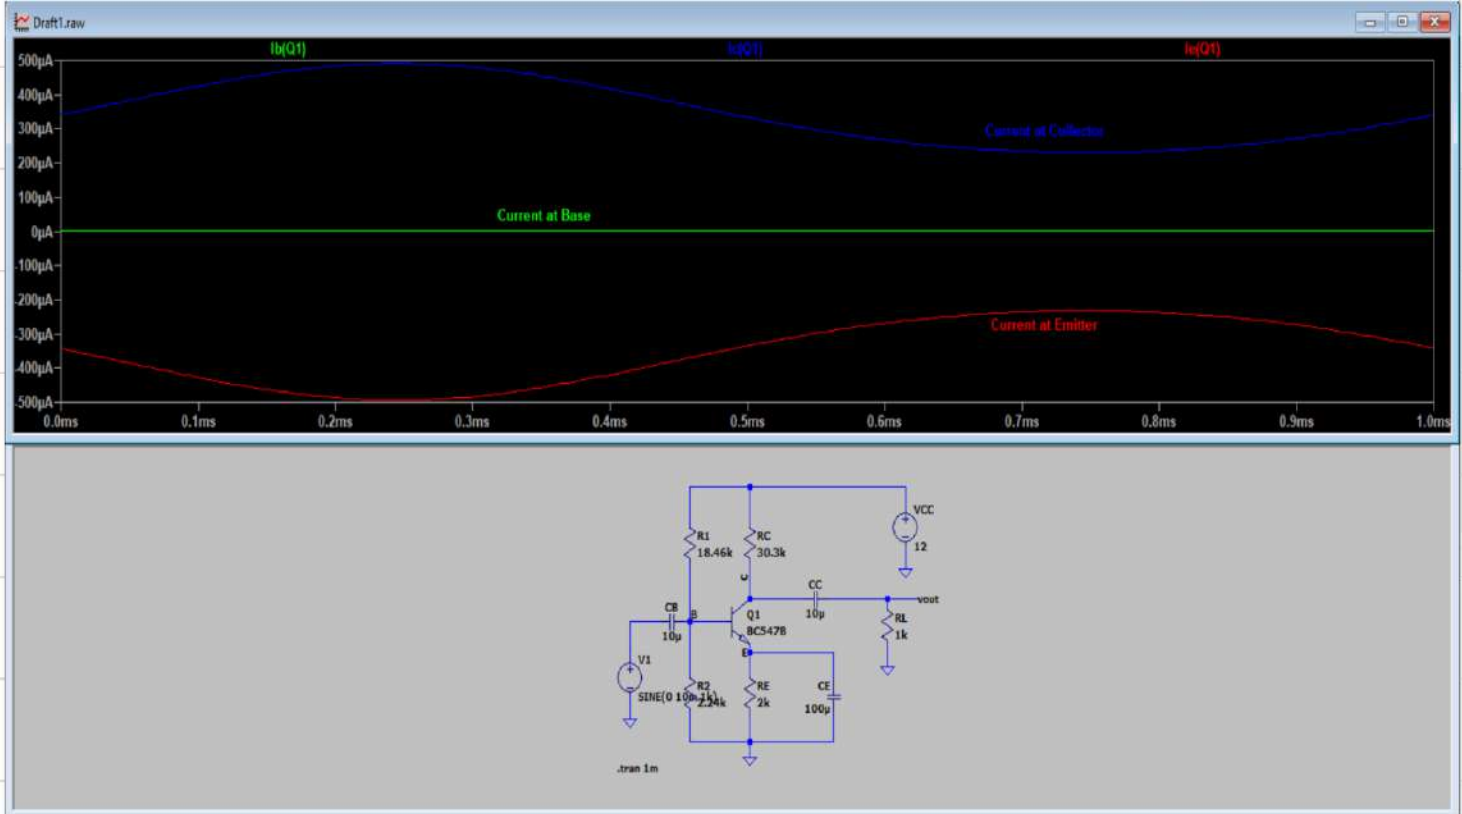 Draft1.raw
Ib(Q1) Ic(Q1) Ie(Q1)
500µA
400µA
300µA
Current at Collector
200µA
100µA
Current at Base
0µA
-100µA
-200µA
-300µA
Current at Emitter
-400µA
-500µA
0.0ms 0.1ms 0.2ms 0.3ms 0.4ms 0.5ms 0.6ms 0.7ms 0.8ms 0.9ms 1.0ms
VCC
12
R1
18.46k
RC
30.3k
C
CC
10µ
vout
RL
1k
CB
10µ
B
Q1
BC547B
E
V1
SINE(0 10m 1k)
R2
2.24k
RE
2k
CE
100µ
.tran 1m